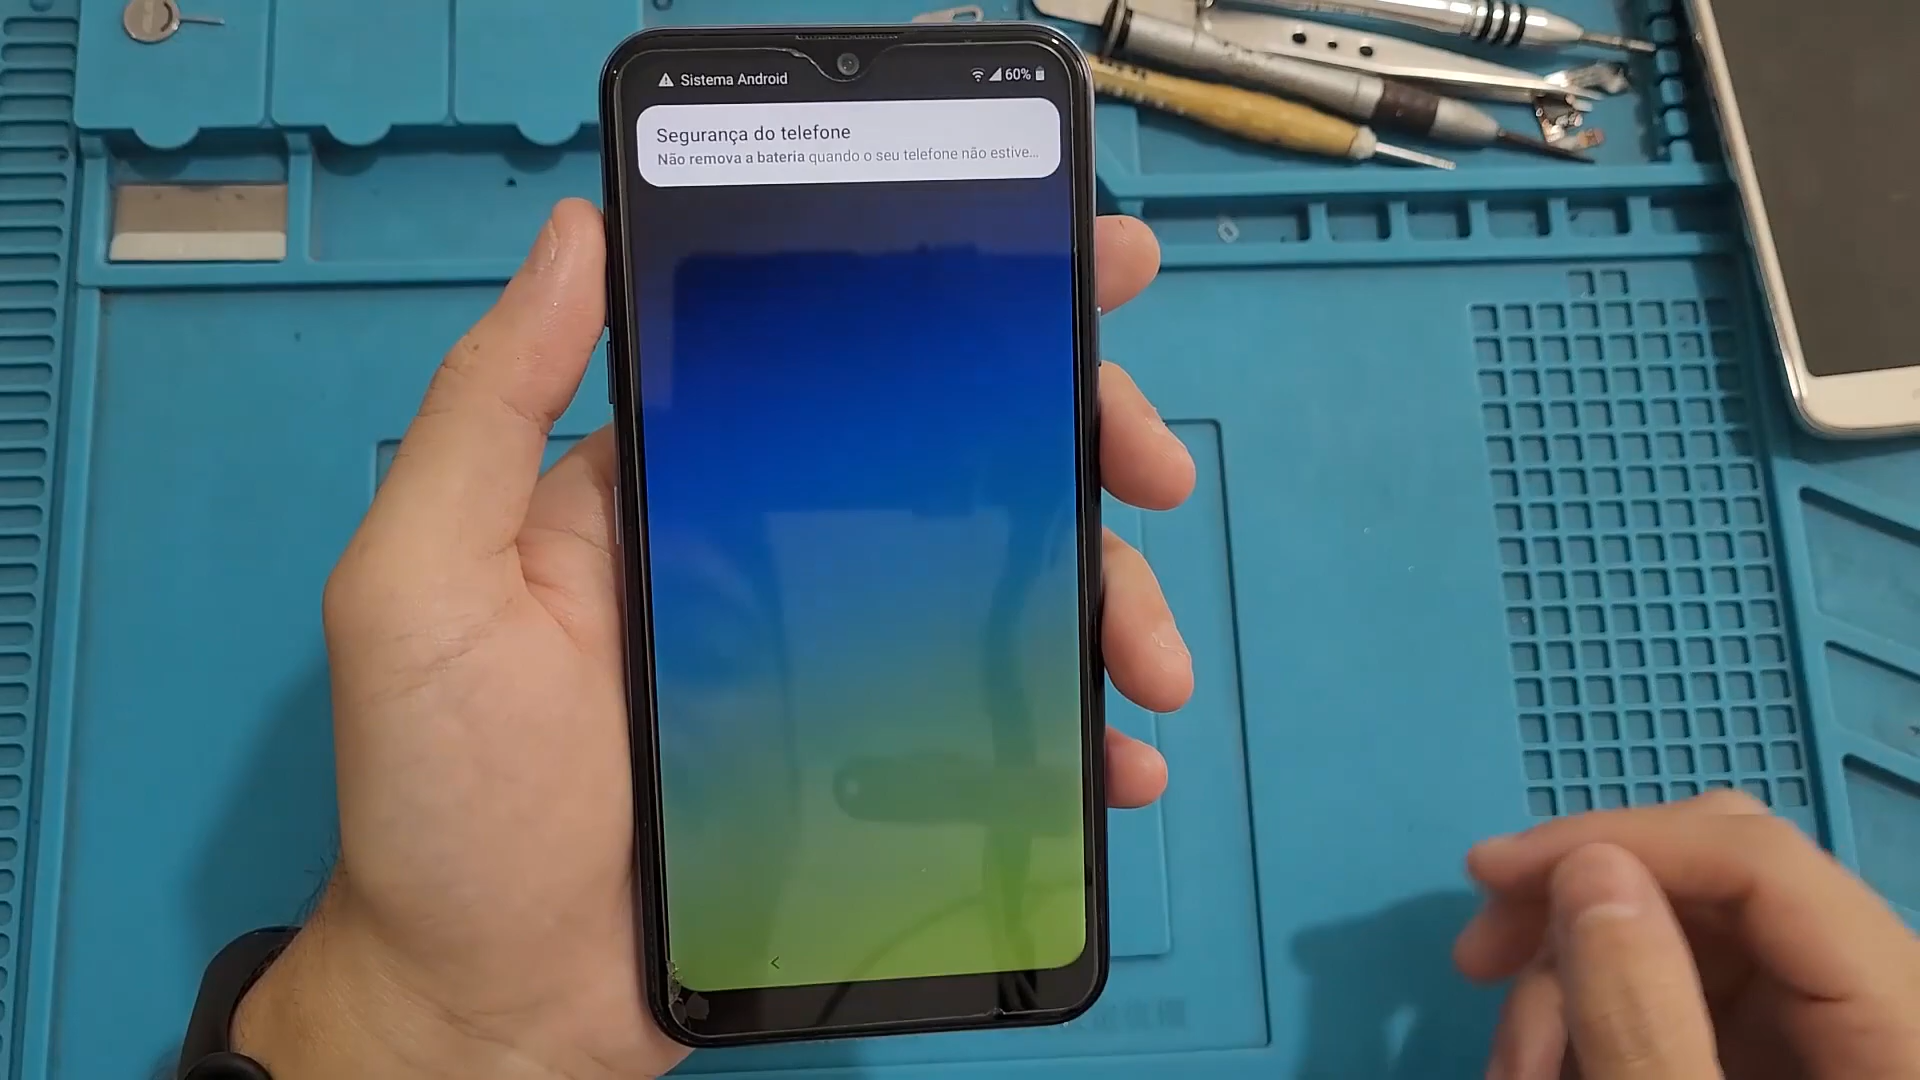 Sistema Android
60%
Segurança do telefone
Não remova a bateria quando o seu telefone não estive...